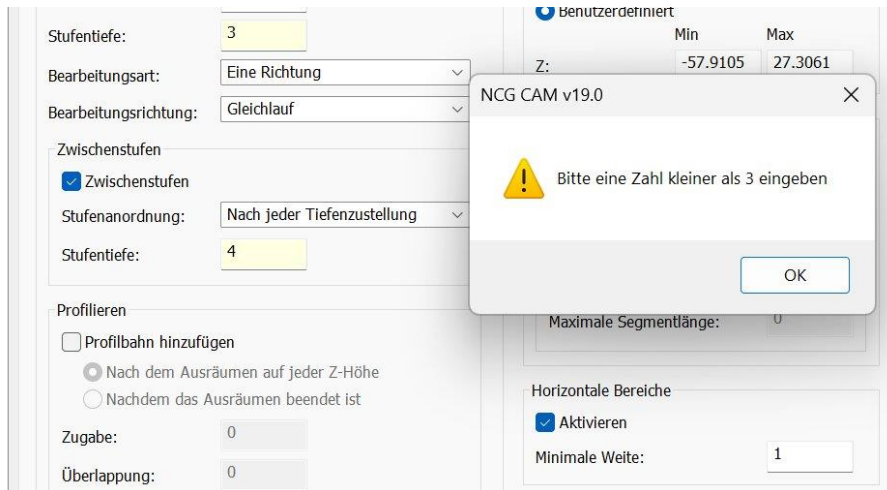 Stufentiefe:
3
Bearbeitungsart:
Eine Richtung
Bearbeitungsrichtung:
Gleichlauf
Zwischenstufen
Zwischenstufen
Stufenanordnung:
Nach jeder Tiefenzustellung
Stufentiefe:
4
Profilieren
Profilbahn hinzufügen
Nach dem Ausräumen auf jeder Z-Höhe
Nachdem das Ausräumen beendet ist
Zugabe:
0
Überlappung:
0
Benutzerdefiniert
Min Max
Z: -57.9105 27.3061
NCG CAM v19.0
Bitte eine Zahl kleiner als 3 eingeben
OK
Maximale Segmentlänge: 0
Horizontale Bereiche
Aktivieren
Minimale Weite: 1